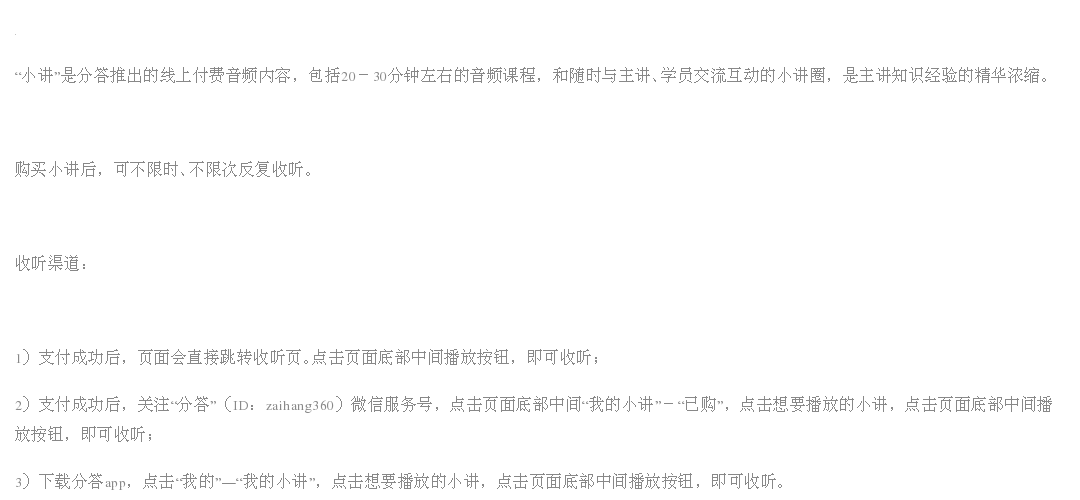 “小讲”是分答推出的线上付费音频内容，包括20－30分钟左右的音频课程，和随时与主讲、学员交流互动的小讲圈，是主讲知识经验的精华浓缩。
购买小讲后，可不限时、不限次反复收听。
收听渠道：
1）支付成功后，页面会直接跳转收听页。点击页面底部中间播放按钮，即可收听；
2）支付成功后，关注“分答”（ID：zaihang360）微信服务号，点击页面底部中间“我的小讲”－“已购”，点击想要播放的小讲，点击页面底部中间播
放按钮，即可收听；
3）下载分答app，点击“我的”—“我的小讲”，点击想要播放的小讲，点击页面底部中间播放按钮，即可收听。